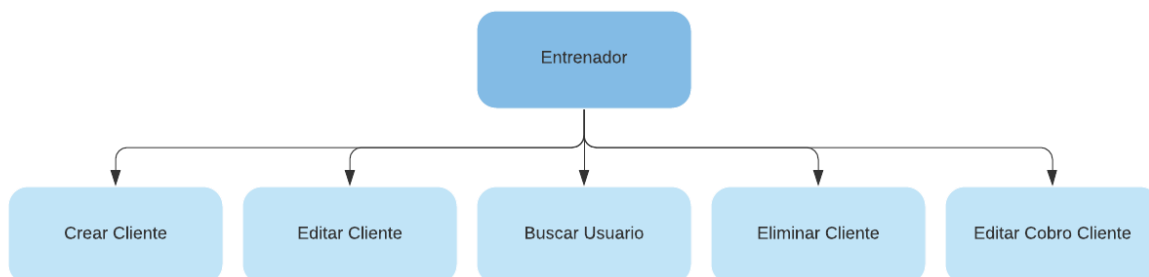 Entrenador
Crear Cliente
Editar Cliente
Buscar Usuario
Eliminar Cliente
Editar Cobro Cliente